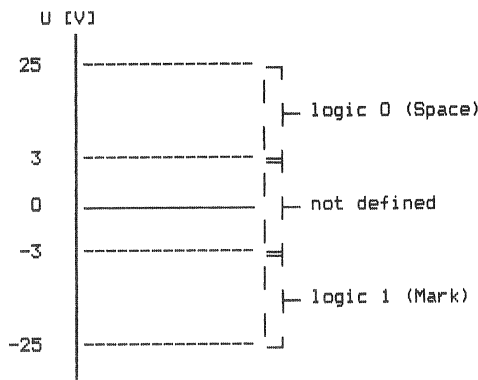 U [V]
25
logic 0 (Space)
3
0
not defined
-3
logic 1 (Mark)
-25